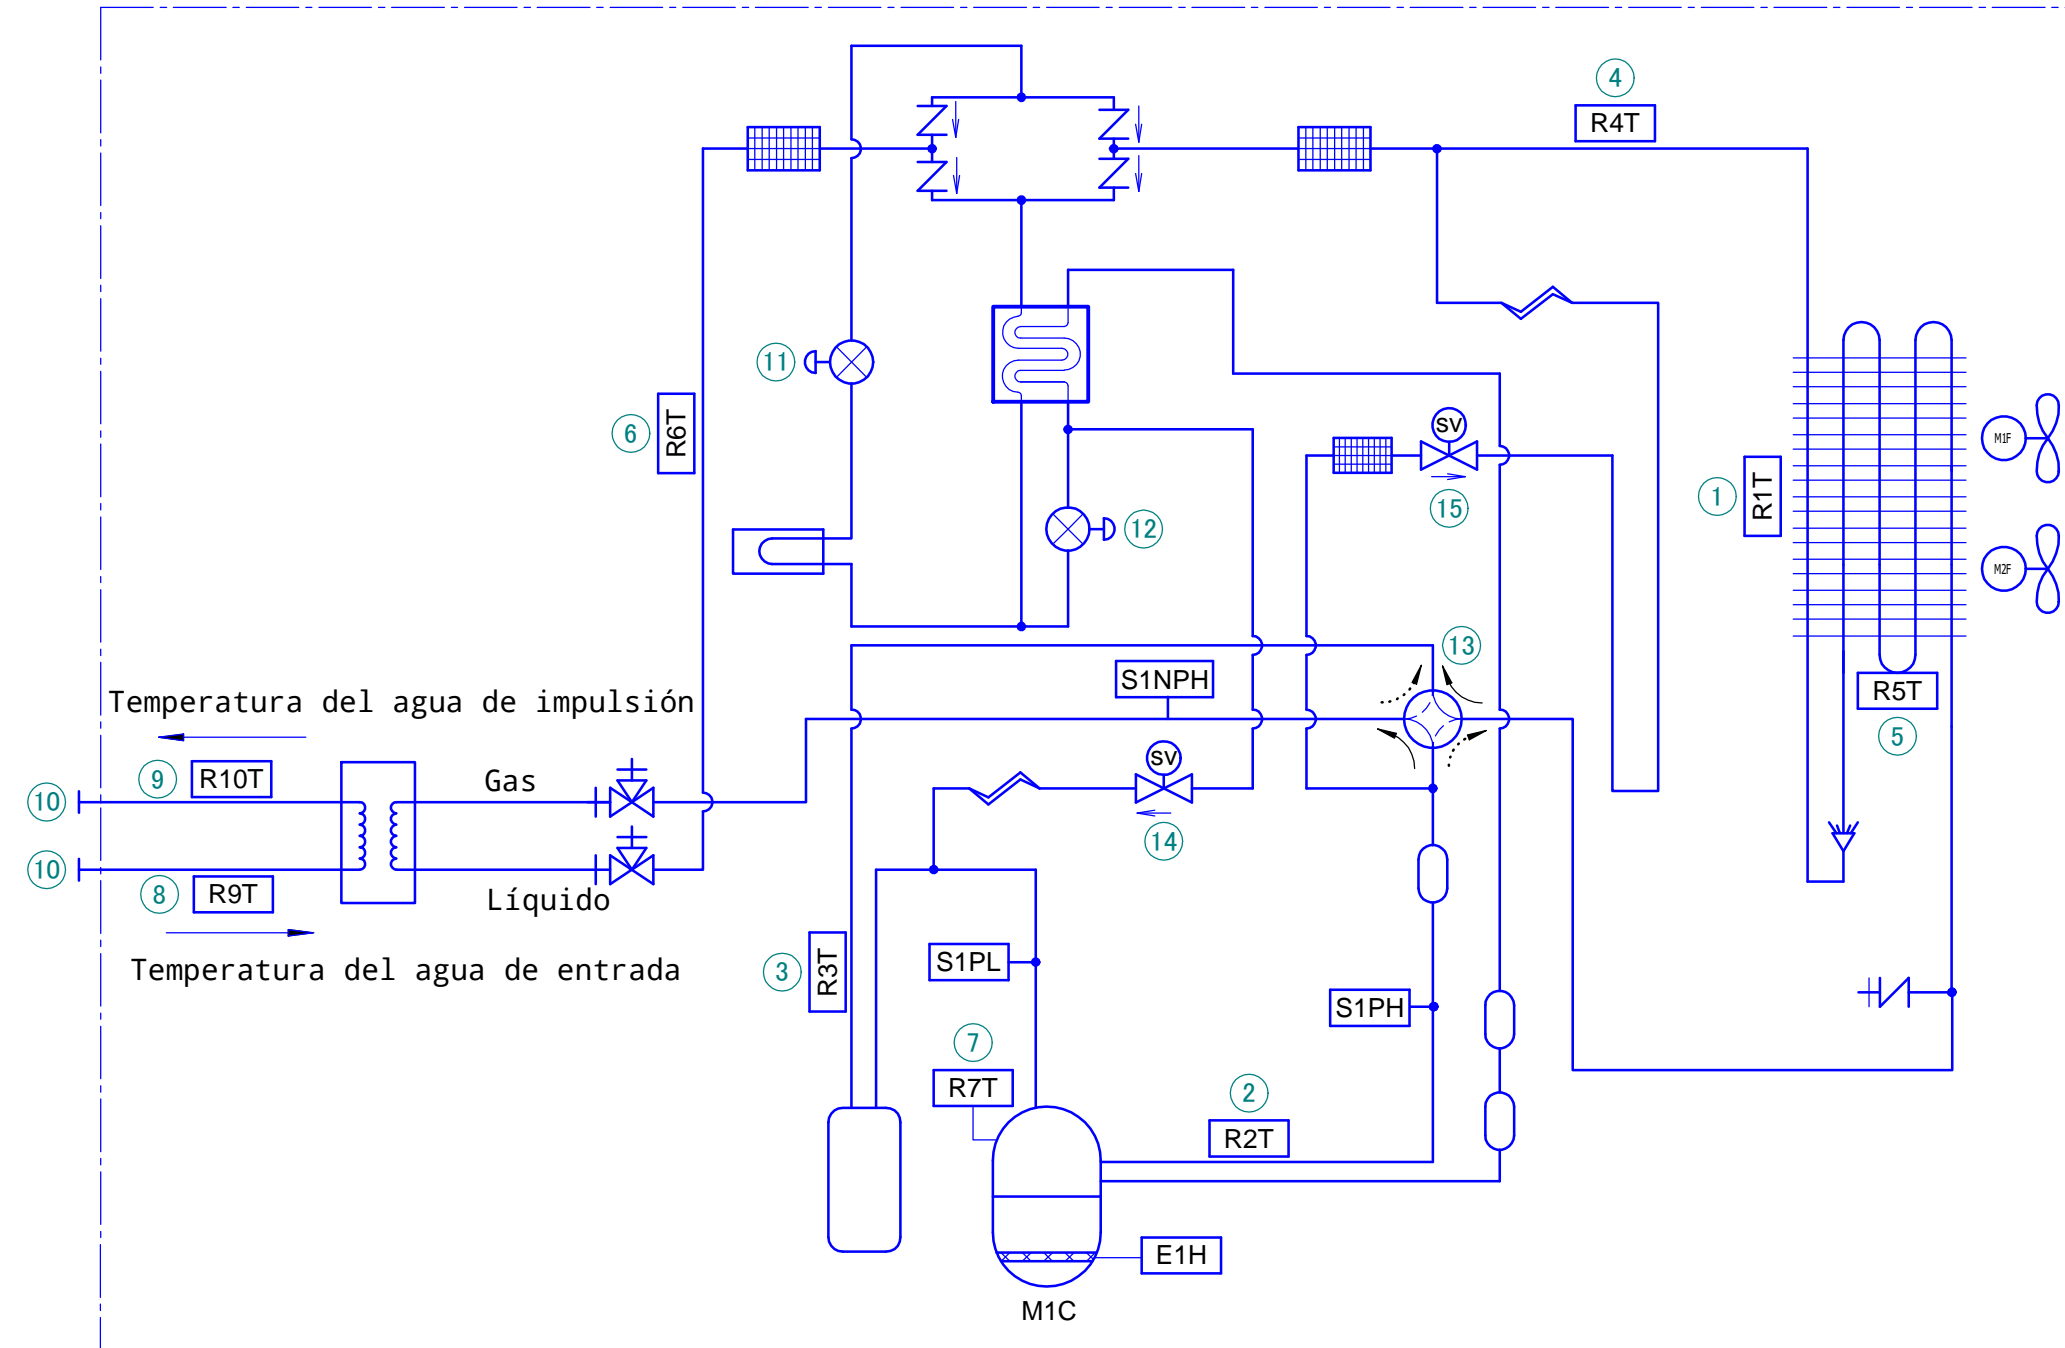 4
R4T
11
6
R6T
SV
15
12
1
R1T
M1F
M2F
13
S1NPH
R5T
5
Temperatura del agua de impulsión
9
R10T
Gas
10
SV
14
10
8
R9T
Líquido
Temperatura del agua de entrada
3
R3T
S1PL
S1PH
7
R7T
2
R2T
E1H
M1C